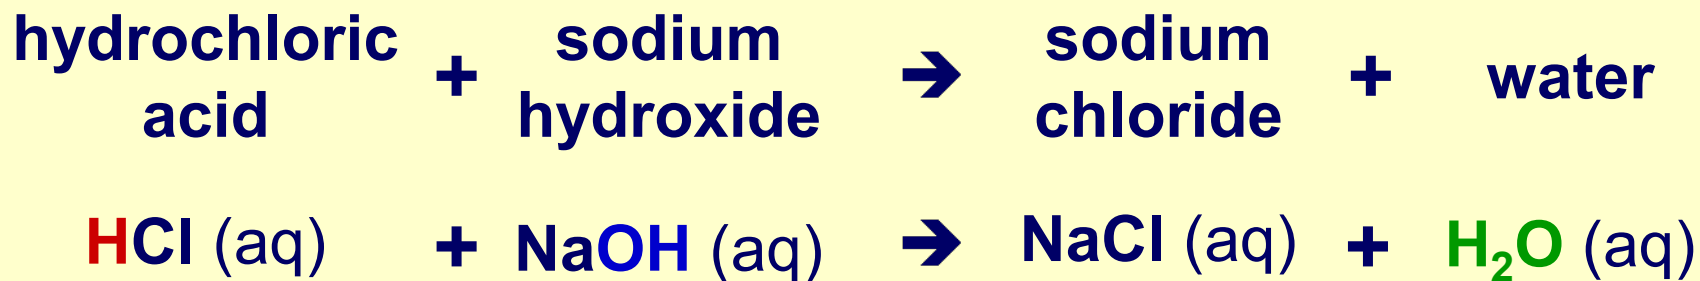 hydrochloric acid + sodium hydroxide ➔ sodium chloride + water
HCl (aq) + NaOH (aq) ➔ NaCl (aq) + H₂O (aq)